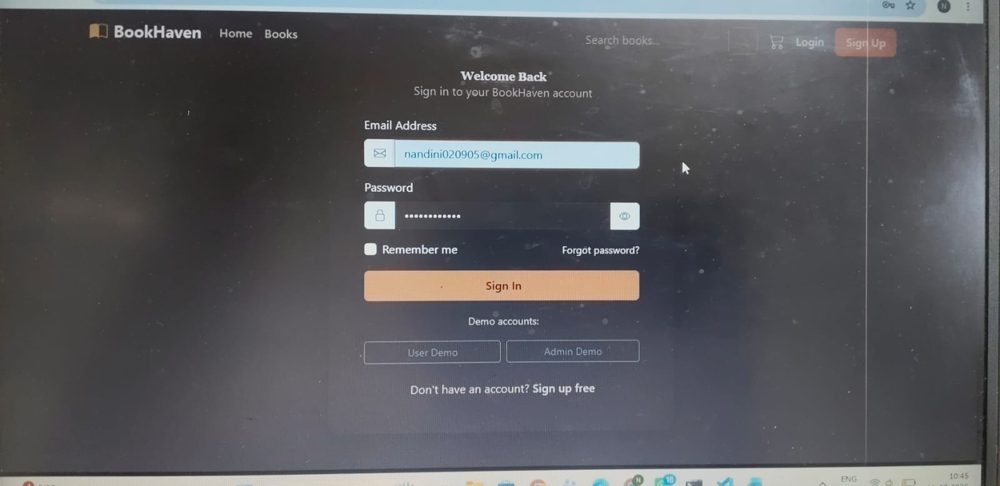 N
BookHaven Home Books Search books... Login Sign Up
Welcome Back
Sign in to your BookHaven account
Email Address
nandini020905@gmail.com
Password
Remember me Forgot password?
Sign In
Demo accounts:
User Demo Admin Demo
Don't have an account? Sign up free
N 18 ENG 10:45